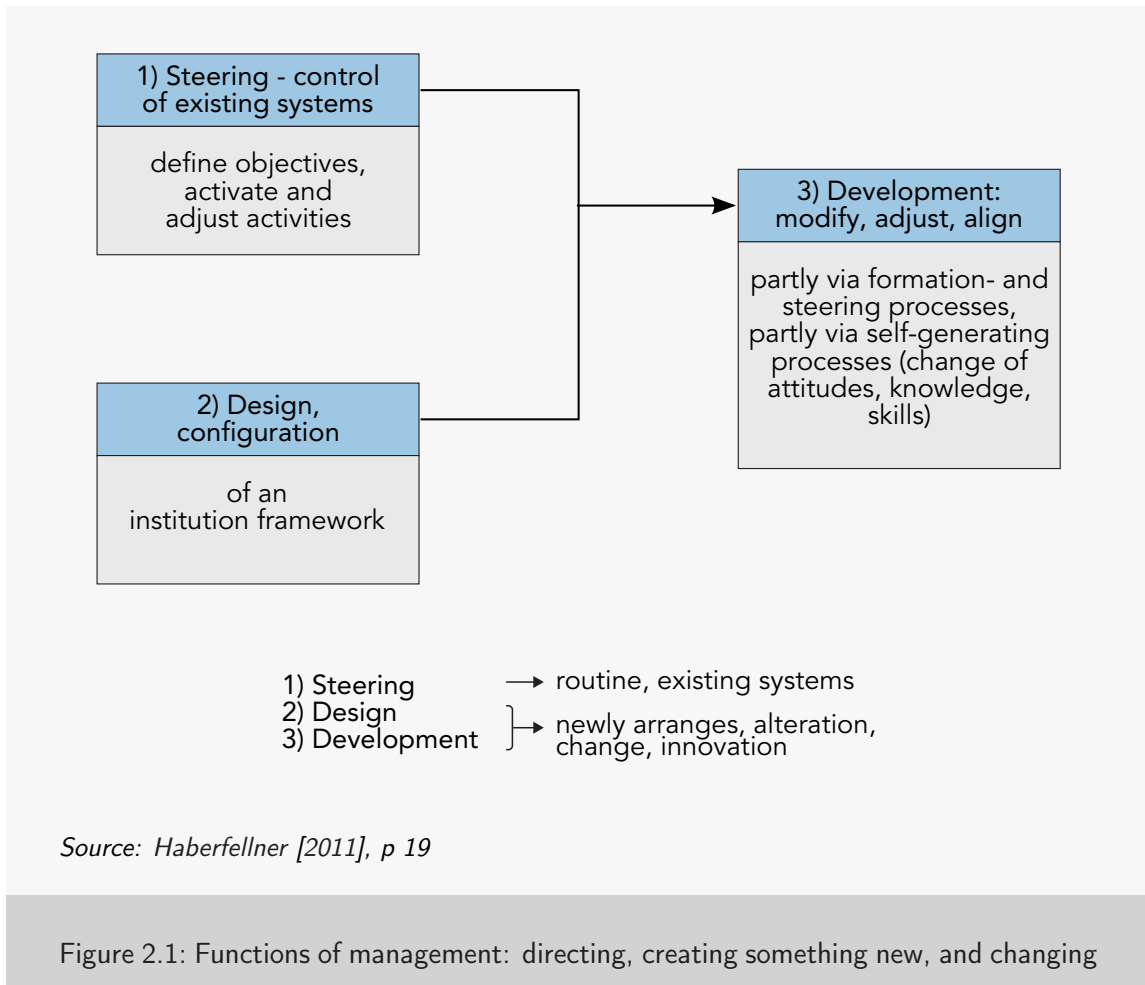 1) Steering - control
of existing systems
define objectives,
activate and
adjust activities
2) Design,
configuration
of an
institution framework
3) Development:
modify, adjust, align
partly via formation- and
steering processes,
partly via self-generating
processes (change of
attitudes, knowledge,
skills)
1) Steering → routine, existing systems
2) Design
3) Development
→ newly arranges, alteration,
change, innovation
Source: Haberfellner [2011], p 19
Figure 2.1: Functions of management: directing, creating something new, and changing